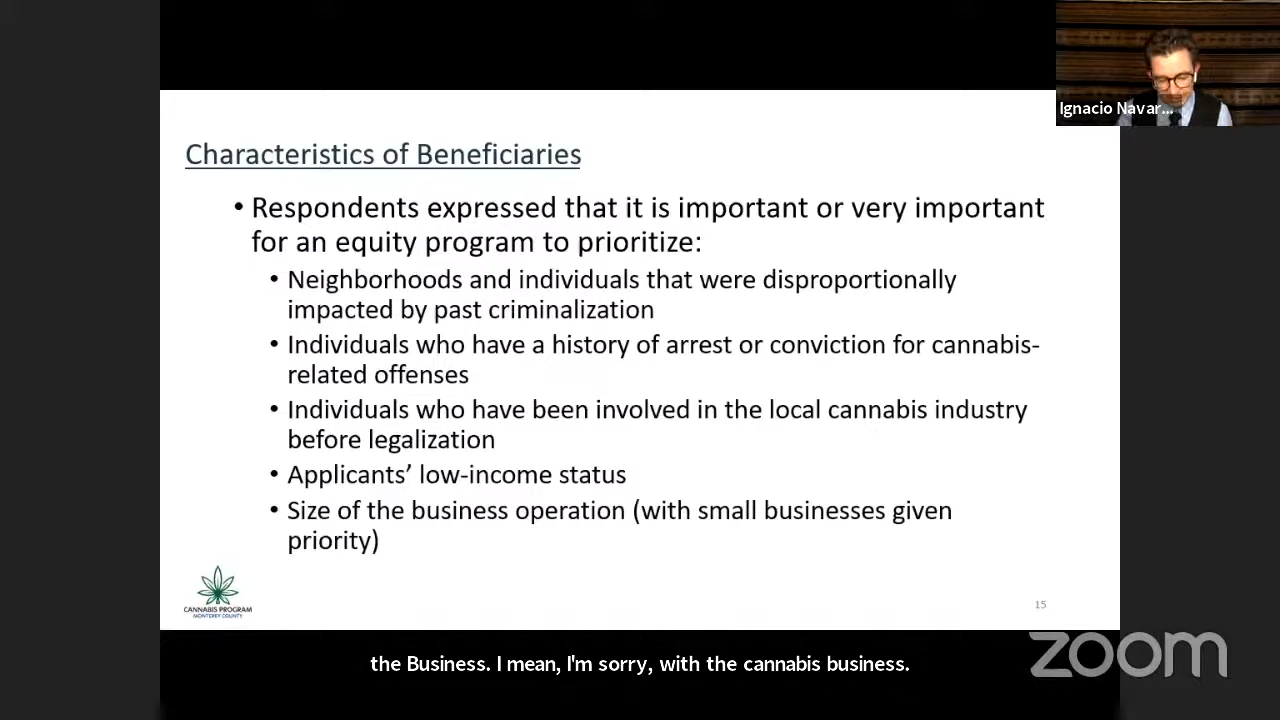 Ignacio Navar...
Characteristics of Beneficiaries
• Respondents expressed that it is important or very important
for an equity program to prioritize:
• Neighborhoods and individuals that were disproportionally
impacted by past criminalization
• Individuals who have a history of arrest or conviction for cannabis-
related offenses
• Individuals who have been involved in the local cannabis industry
before legalization
• Applicants’ low-income status
• Size of the business operation (with small businesses given
priority)
CANNABIS PROGRAM
MONTEREY COUNTY
15
the Business. I mean, I'm sorry, with the cannabis business.
zoom